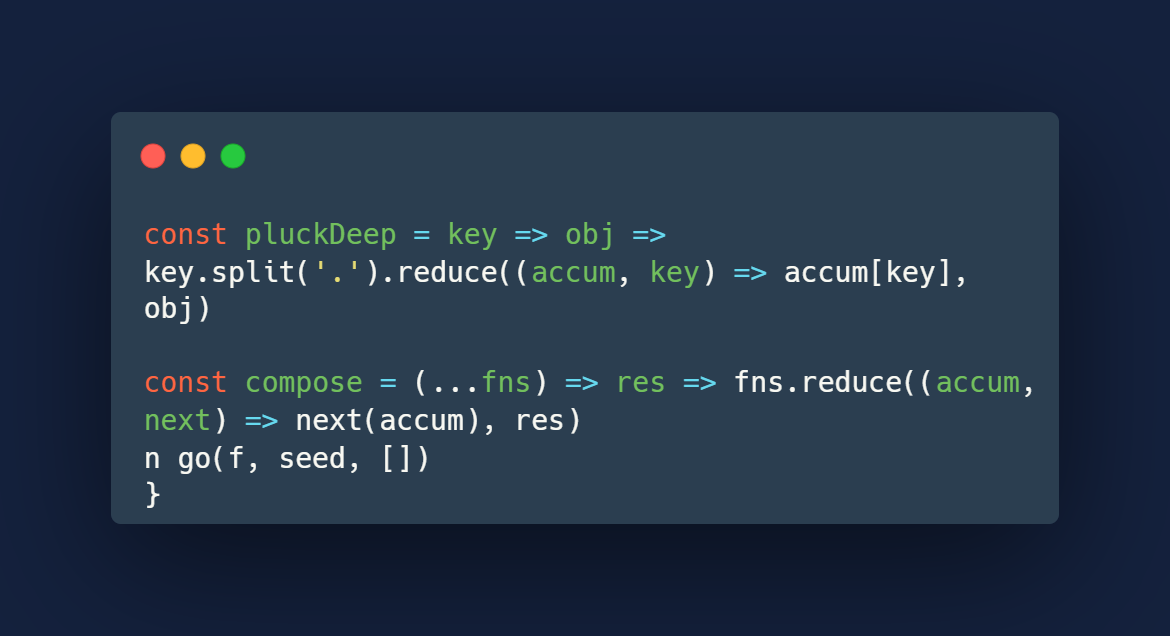 const pluckDeep = key => obj =>
key.split('.').reduce((accum, key) => accum[key],
obj)
const compose = (...fns) => res => fns.reduce((accum,
next) => next(accum), res)
n go(f, seed, [])
}